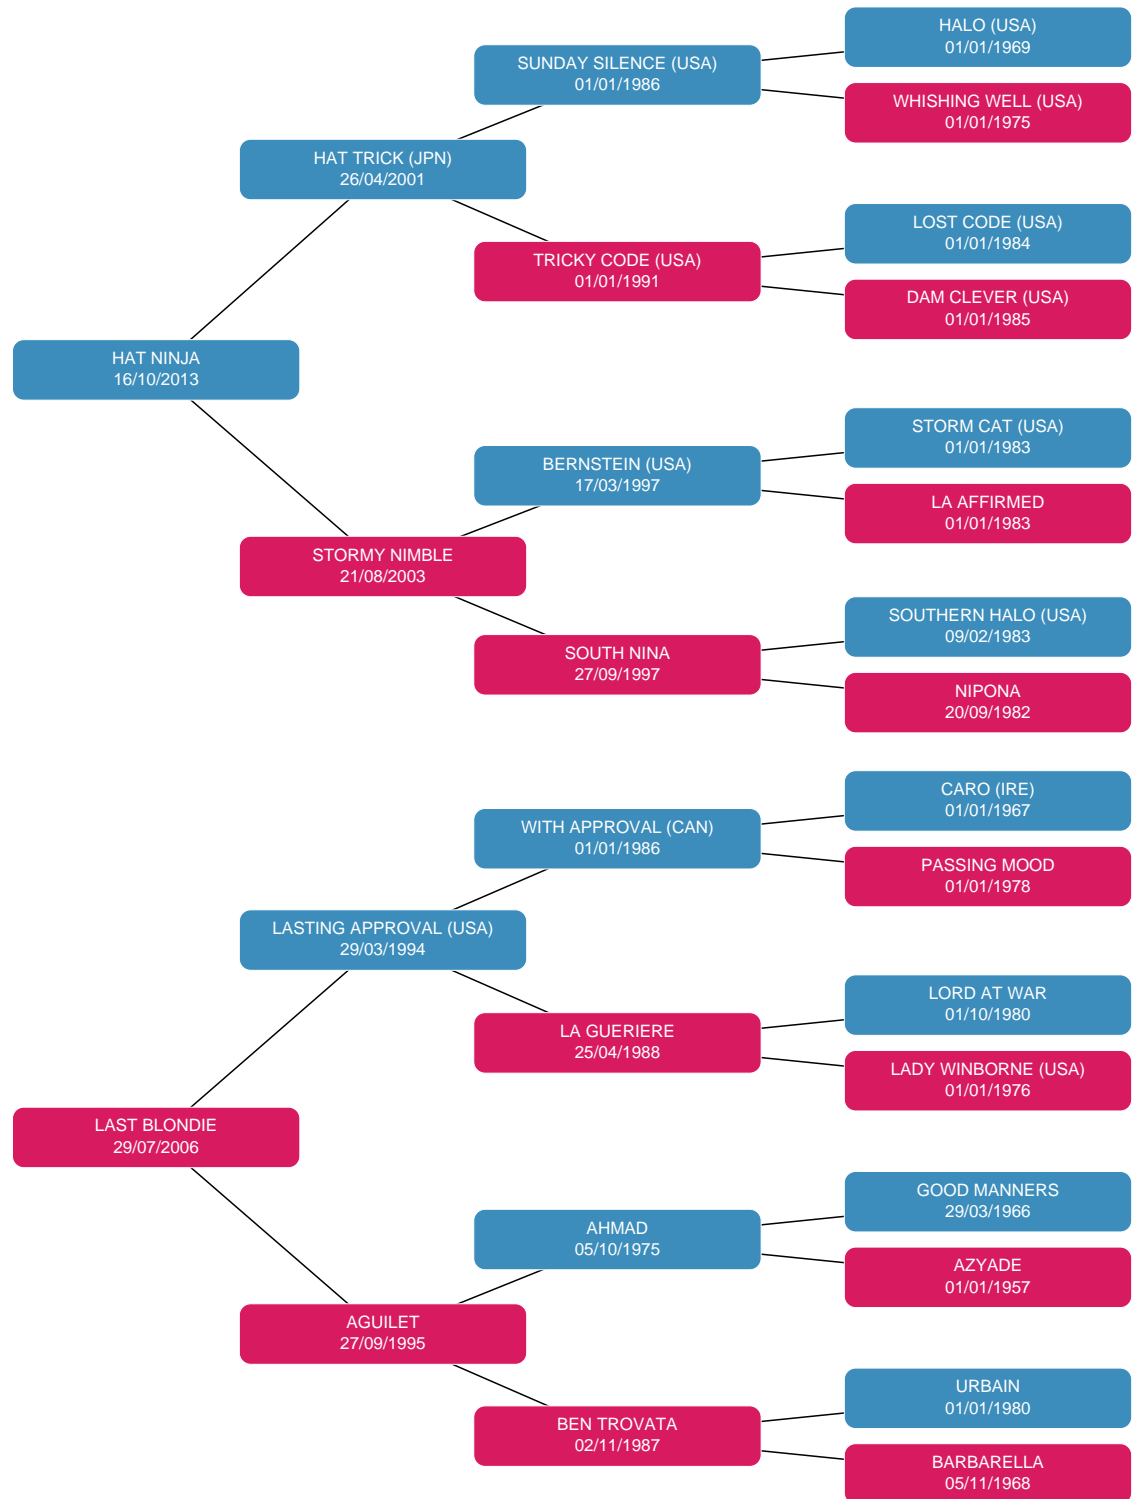 HALO (USA)
01/01/1969
SUNDAY SILENCE (USA)
01/01/1986
WHISHING WELL (USA)
01/01/1975
HAT TRICK (JPN)
26/04/2001
LOST CODE (USA)
01/01/1984
TRICKY CODE (USA)
01/01/1991
DAM CLEVER (USA)
01/01/1985
HAT NINJA
16/10/2013
STORM CAT (USA)
01/01/1983
BERNSTEIN (USA)
17/03/1997
LA AFFIRMED
01/01/1983
STORMY NIMBLE
21/08/2003
SOUTHERN HALO (USA)
09/02/1983
SOUTH NINA
27/09/1997
NIPONA
20/09/1982
CARO (IRE)
01/01/1967
WITH APPROVAL (CAN)
01/01/1986
PASSING MOOD
01/01/1978
LASTING APPROVAL (USA)
29/03/1994
LORD AT WAR
01/10/1980
LA GUERIERE
25/04/1988
LADY WINBORNE (USA)
01/01/1976
LAST BLONDIE
29/07/2006
GOOD MANNERS
29/03/1966
AHMAD
05/10/1975
AZYADE
01/01/1957
AGUILET
27/09/1995
URBAIN
01/01/1980
BEN TROVATA
02/11/1987
BARBARELLA
05/11/1968